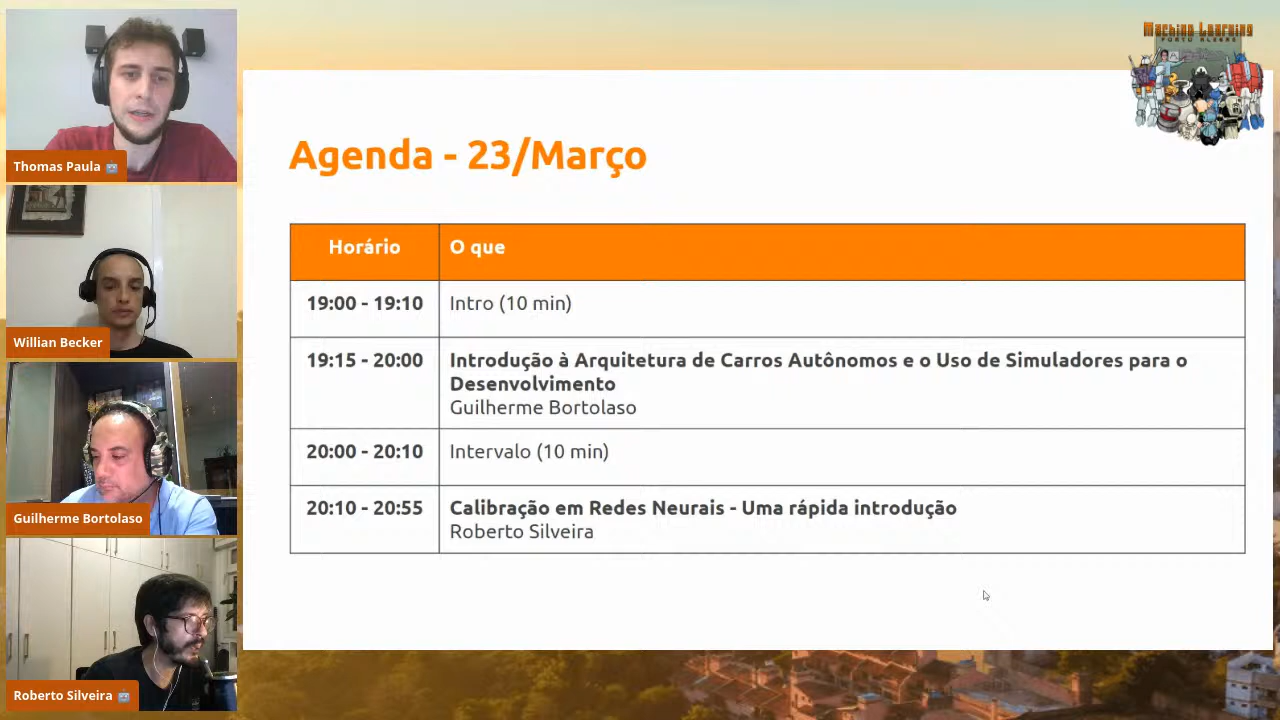 Machine Learning
PORTO ALEGRE
Thomas Paula
Willian Becker
Guilherme Bortolaso
Roberto Silveira
Agenda - 23/Março
Horário O que
19:00 - 19:10 Intro (10 min)
19:15 - 20:00 Introdução à Arquitetura de Carros Autônomos e o Uso de Simuladores para o
Desenvolvimento
Guilherme Bortolaso
20:00 - 20:10 Intervalo (10 min)
20:10 - 20:55 Calibração em Redes Neurais - Uma rápida introdução
Roberto Silveira